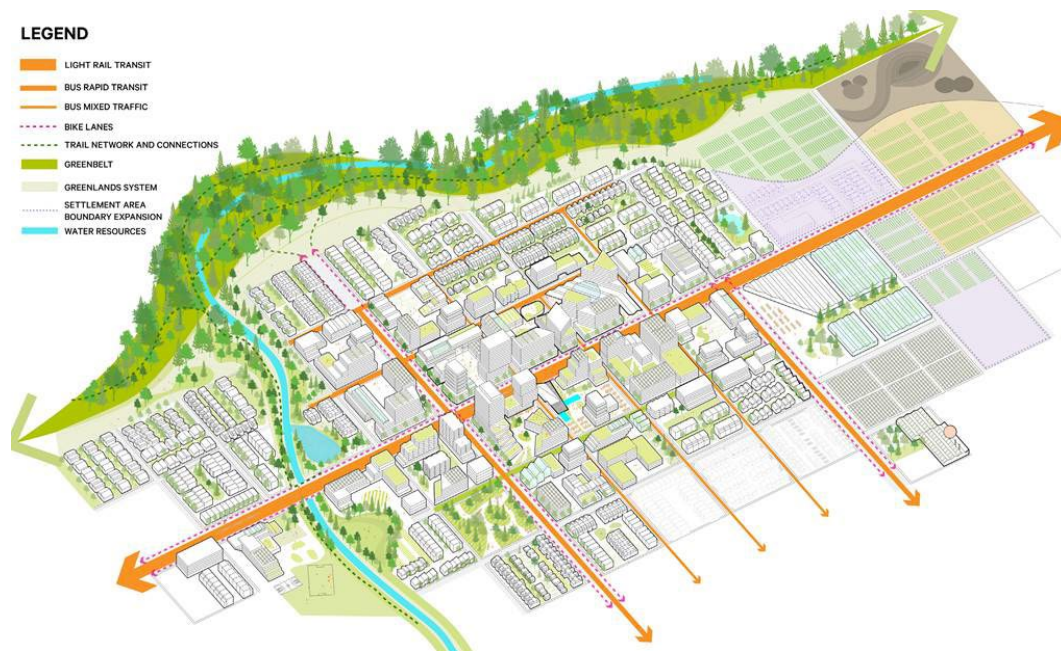 LEGEND
LIGHT RAIL TRANSIT
BUS RAPID TRANSIT
BUS MIXED TRAFFIC
BIKE LANES
TRAIL NETWORK AND CONNECTIONS
GREENBELT
GREENLANDS SYSTEM
SETTLEMENT AREA
BOUNDARY EXPANSION
WATER RESOURCES